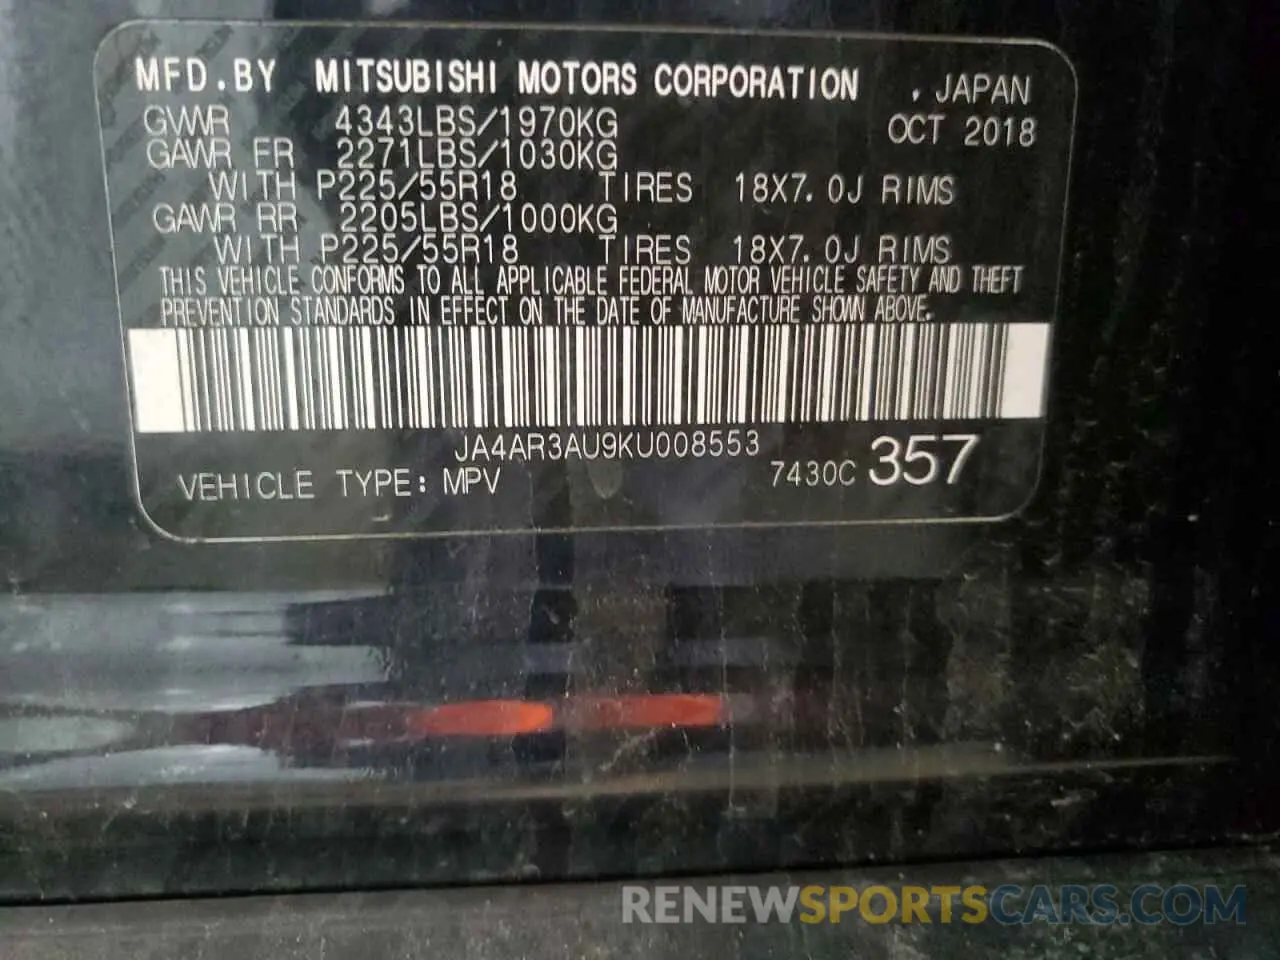 MFD.BY MITSUBISHI MOTORS CORPORATION , JAPAN
GVWR 4343LBS/1970KG OCT 2018
GAWR FR 2271LBS/1030KG
WITH P225/55R18 TIRES 18X7.0J RIMS
GAWR RR 2205LBS/1000KG
WITH P225/55R18 TIRES 18X7.0J RIMS
THIS VEHICLE CONFORMS TO ALL APPLICABLE FEDERAL MOTOR VEHICLE SAFETY AND THEFT
PREVENTION STANDARDS IN EFFECT ON THE DATE OF MANUFACTURE SHOWN ABOVE.
JA4AR3AU9KU008553
VEHICLE TYPE: MPV 7430C 357
RENEWSPORTSCARS.COM